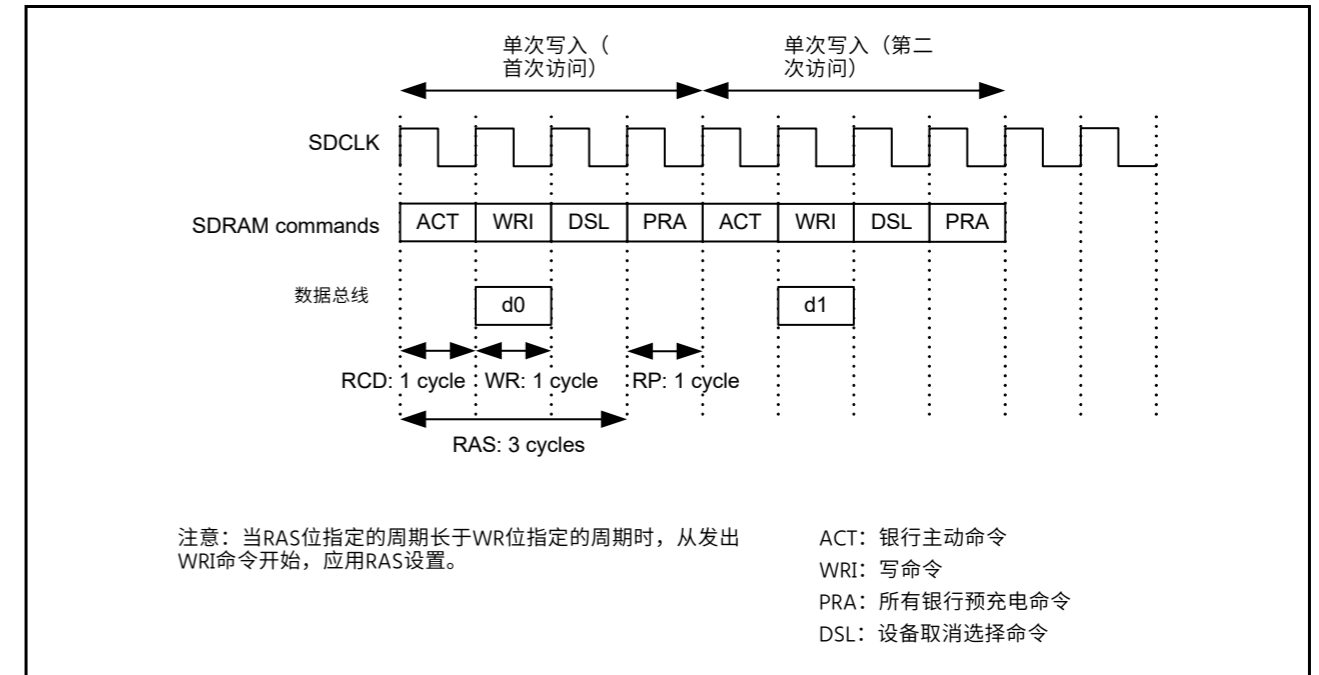 单次写入（
首次访问）
单次写入（第二
次访问）
SDCLK
SDRAM commands
ACT
WRI
DSL
PRA
ACT
WRI
DSL
PRA
数据总线
d0
d1
RCD: 1 cycle
WR: 1 cycle
RP: 1 cycle
RAS: 3 cycles
注意：当RAS位指定的周期长于WR位指定的周期时，从发出
WRI命令开始，应用RAS设置。
ACT：银行主动命令
WRI：写命令
PRA：所有银行预充电命令
DSL：设备取消选择命令